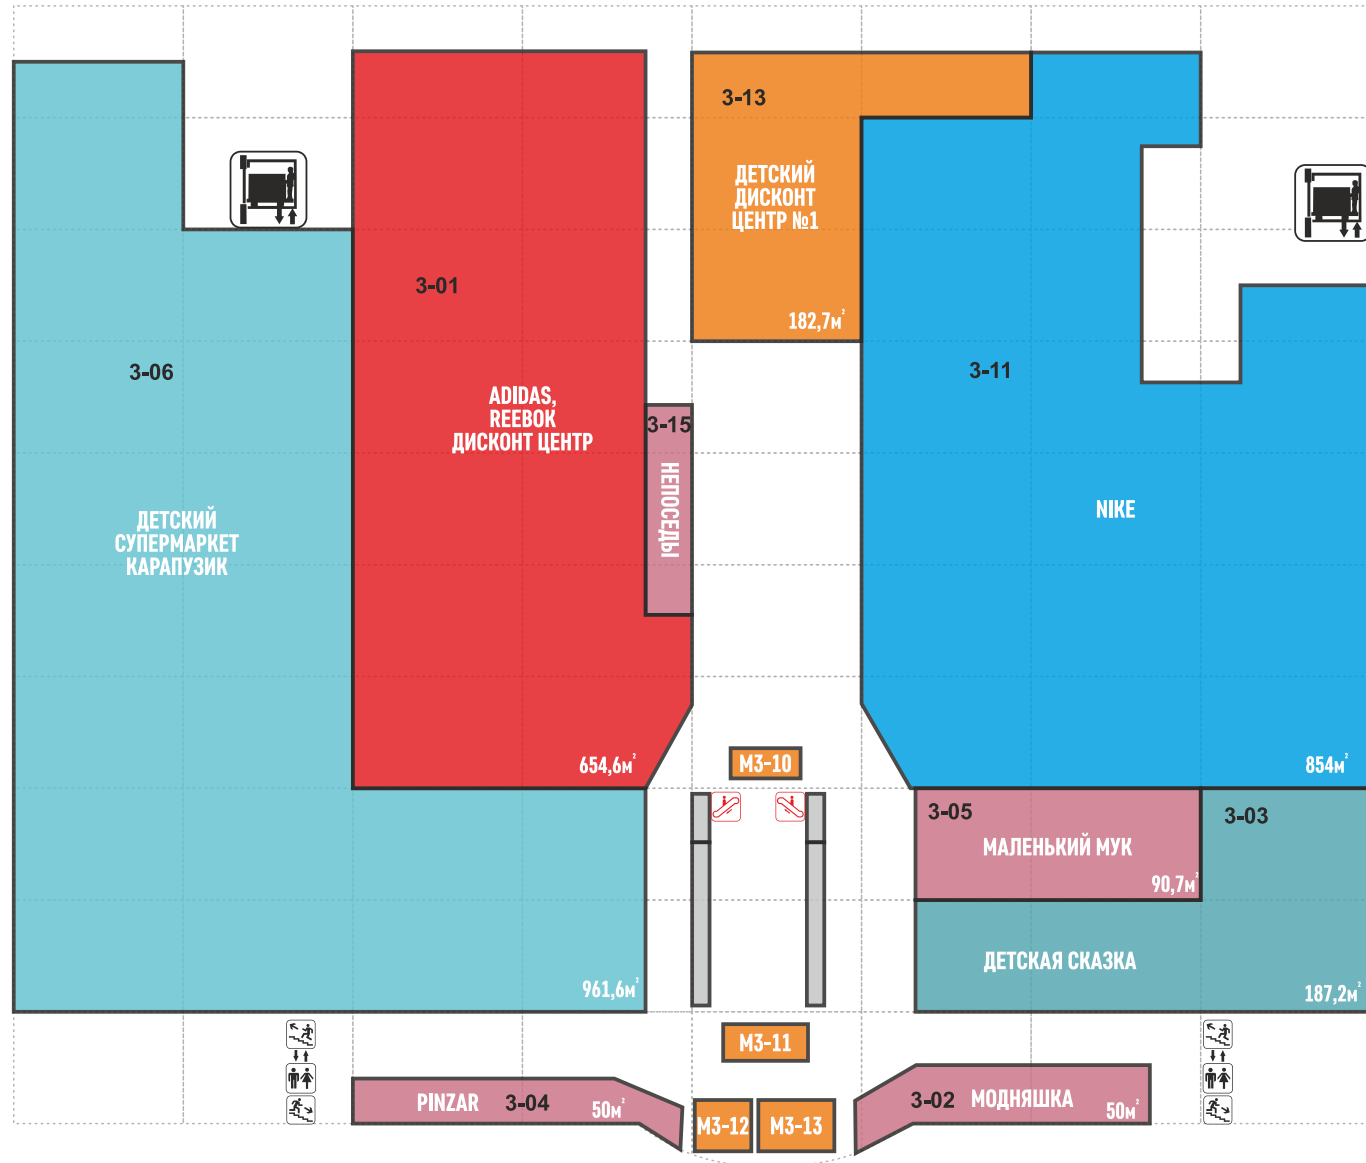 3-13
ДЕТСКИЙ
ДИСКОНТ
ЦЕНТР №1
182,7м²
3-01
3-06
3-11
ADIDAS,
REEBOK
ДИСКОНТ ЦЕНТР
3-15
НЕПОСЕДЫ
NIKE
ДЕТСКИЙ
СУПЕРМАРКЕТ
КАРАПУЗИК
654,6м²
М3-10
854м²
3-05
МАЛЕНЬКИЙ МУК
90,7м²
3-03
ДЕТСКАЯ СКАЗКА
187,2м²
961,6м²
М3-11
PINZAR 3-04 50м²
М3-12
М3-13
3-02 МОДНЯШКА 50м²